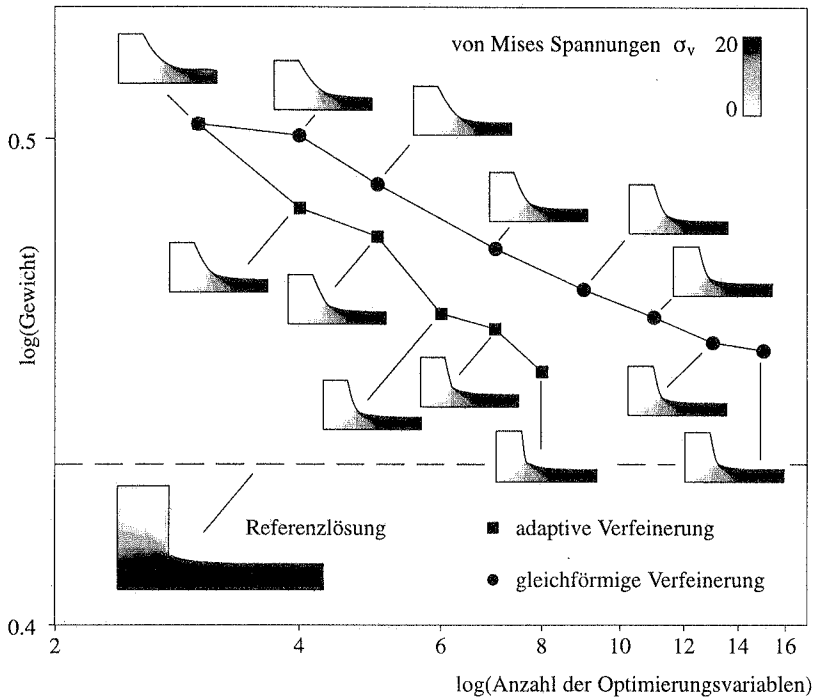 von Mises Spannungen σv 20
0
0.5
log(Gewicht)
Referenzlösung
adaptive Verfeinerung
gleichförmige Verfeinerung
0.4
2 4 6 8 10 12 14 16
log(Anzahl der Optimierungsvariablen)